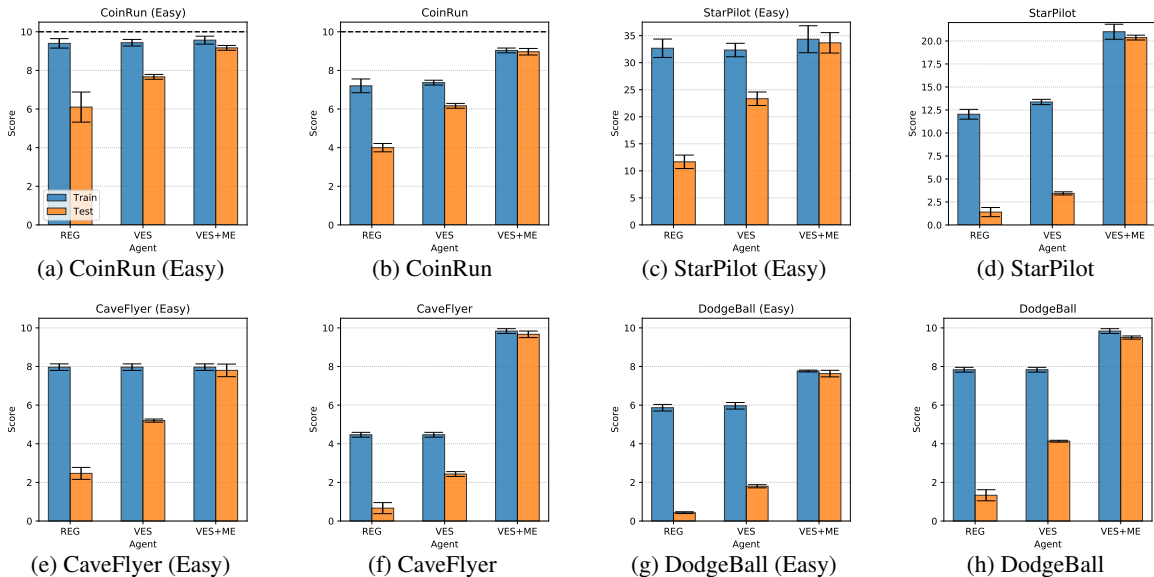 CoinRun (Easy)
10
8
6
4
2
0
Score
Train
Test
REG
VES
VES+ME
Agent
(a) CoinRun (Easy)
CoinRun
10
8
6
4
2
0
Score
REG
VES
VES+ME
Agent
(b) CoinRun
StarPilot (Easy)
35
30
25
20
15
10
5
0
Score
REG
VES
VES+ME
Agent
(c) StarPilot (Easy)
StarPilot
20.0
17.5
15.0
12.5
10.0
7.5
5.0
2.5
0.0
Score
REG
VES
VES+ME
Agent
(d) StarPilot
CaveFlyer (Easy)
10
8
6
4
2
0
Score
REG
VES
VES+ME
Agent
(e) CaveFlyer (Easy)
CaveFlyer
10
8
6
4
2
0
Score
REG
VES
VES+ME
Agent
(f) CaveFlyer
DodgeBall (Easy)
10
8
6
4
2
0
Score
REG
VES
VES+ME
Agent
(g) DodgeBall (Easy)
DodgeBall
10
8
6
4
2
0
Score
REG
VES
VES+ME
Agent
(h) DodgeBall